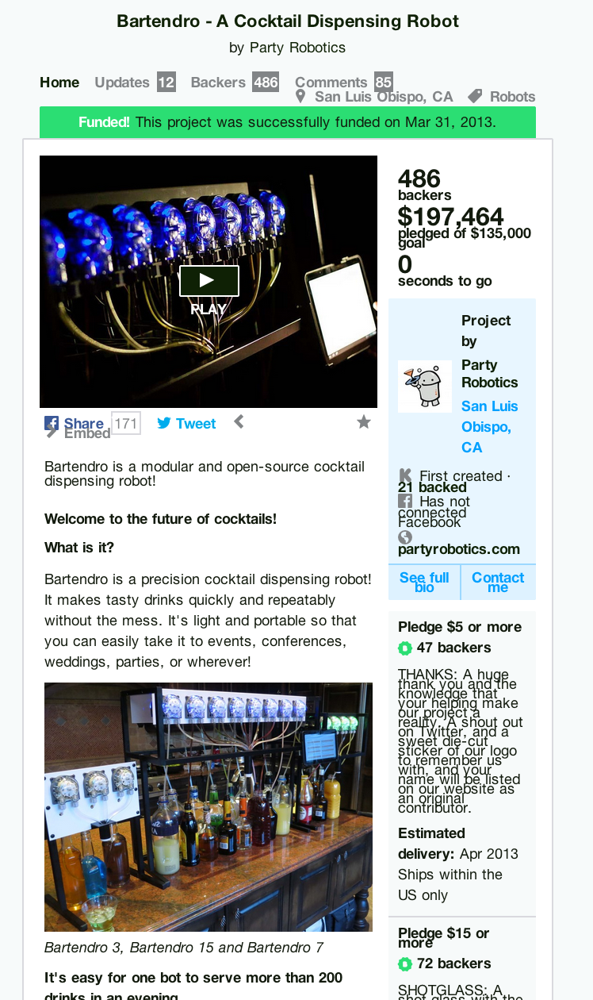 Bartendro - A Cocktail Dispensing Robot
by Party Robotics
Home Updates 12 Backers 486 Comments 85
San Luis Obispo, CA Robots
Funded! This project was successfully funded on Mar 31, 2013.
PLAY
Share 171 Tweet
Embed
Bartendro is a modular and open-source cocktail
dispensing robot!
Welcome to the future of cocktails!
What is it?
Bartendro is a precision cocktail dispensing robot!
It makes tasty drinks quickly and repeatably
without the mess. It's light and portable so that
you can easily take it to events, conferences,
weddings, parties, or wherever!
Bartendro 3, Bartendro 15 and Bartendro 7
It's easy for one bot to serve more than 200
drinks in an evening
486
backers
$197,464
pledged of $135,000
goal
0
seconds to go
Project
by
Party
Robotics
San Luis
Obispo,
CA
First created ·
21 backed
Has not
connected
Facebook
partyrobotics.com
See full
bio
Contact
me
Pledge $5 or more
47 backers
THANKS: A huge
thank you and the
knowledge that
your helping make
our project a
reality. A shout out
on Twitter, and a
sweet die-cut
sticker of our logo
to remember us
with, and your
name will be listed
on our website as
an original
contributor.
Estimated
delivery: Apr 2013
Ships within the
US only
Pledge $15 or
more
72 backers
SHOTGLASS: A
shot glass with the